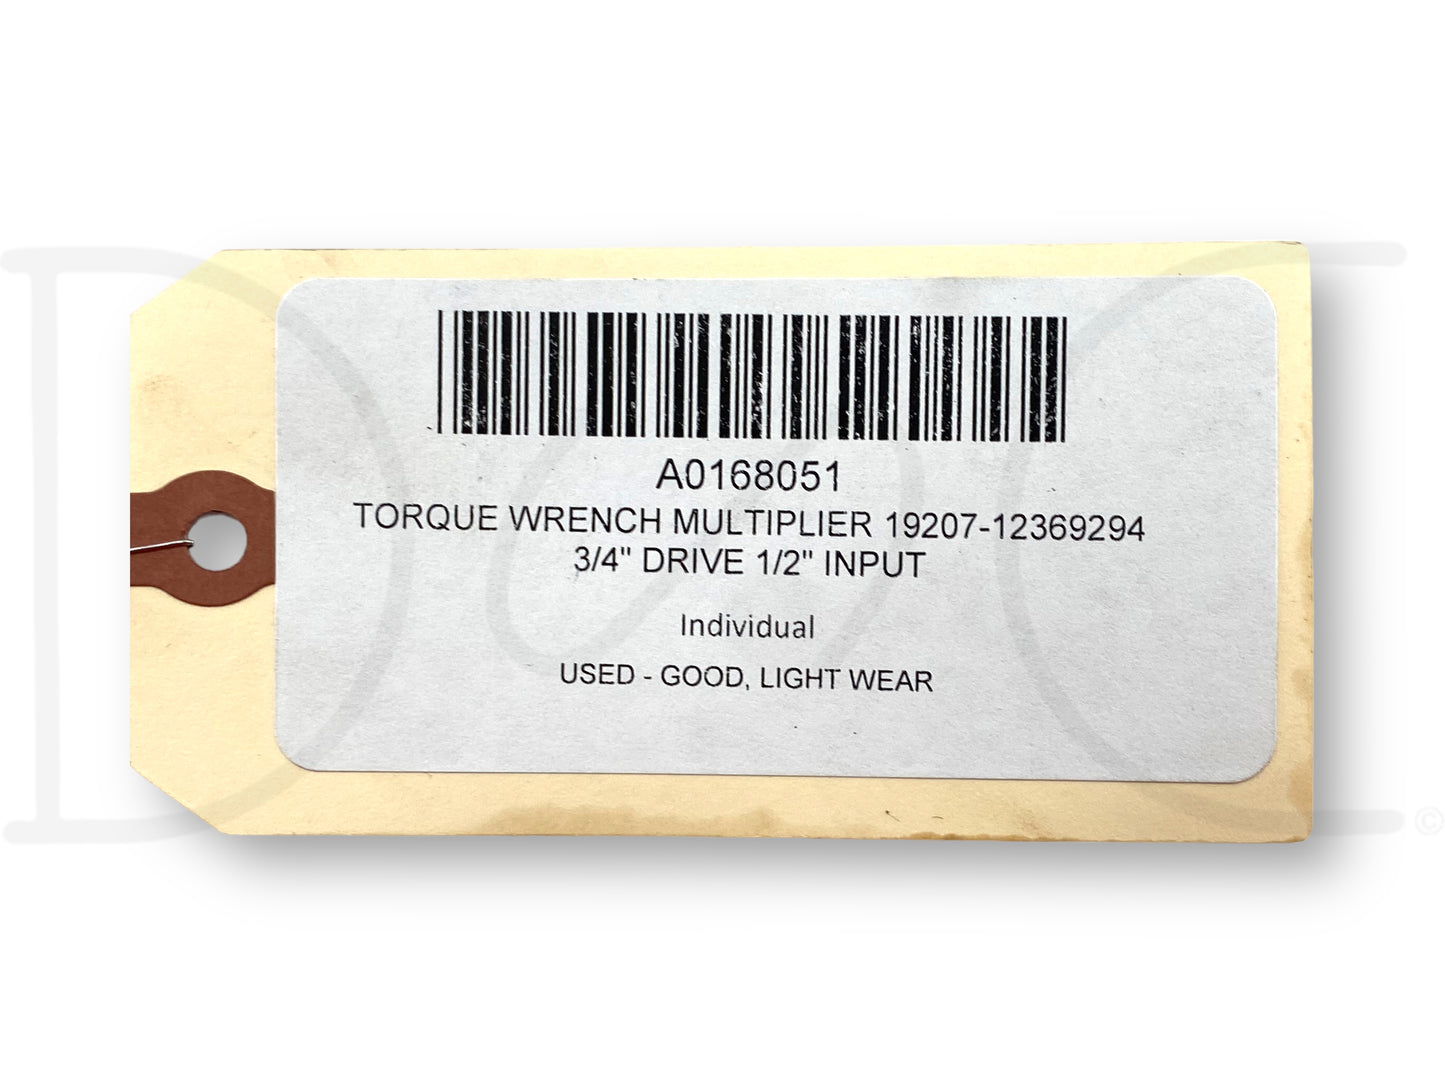 A0168051
TORQUE WRENCH MULTIPLIER 19207-12369294
3/4" DRIVE 1/2" INPUT
Individual
USED - GOOD, LIGHT WEAR
©